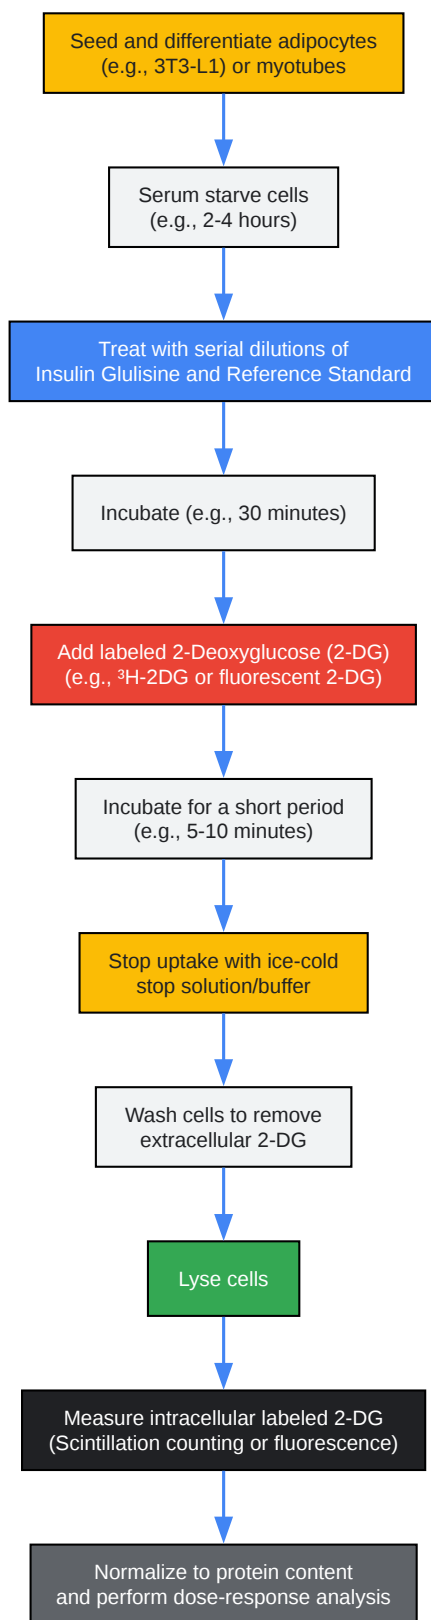 Seed and differentiate adipocytes
(e.g., 3T3-L1) or myotubes
Serum starve cells
(e.g., 2-4 hours)
Treat with serial dilutions of
Insulin Glulisine and Reference Standard
Incubate (e.g., 30 minutes)
Add labeled 2-Deoxyglucose (2-DG)
(e.g., ³H-2DG or fluorescent 2-DG)
Incubate for a short period
(e.g., 5-10 minutes)
Stop uptake with ice-cold
stop solution/buffer
Wash cells to remove
extracellular 2-DG
Lyse cells
Measure intracellular labeled 2-DG
(Scintillation counting or fluorescence)
Normalize to protein content
and perform dose-response analysis